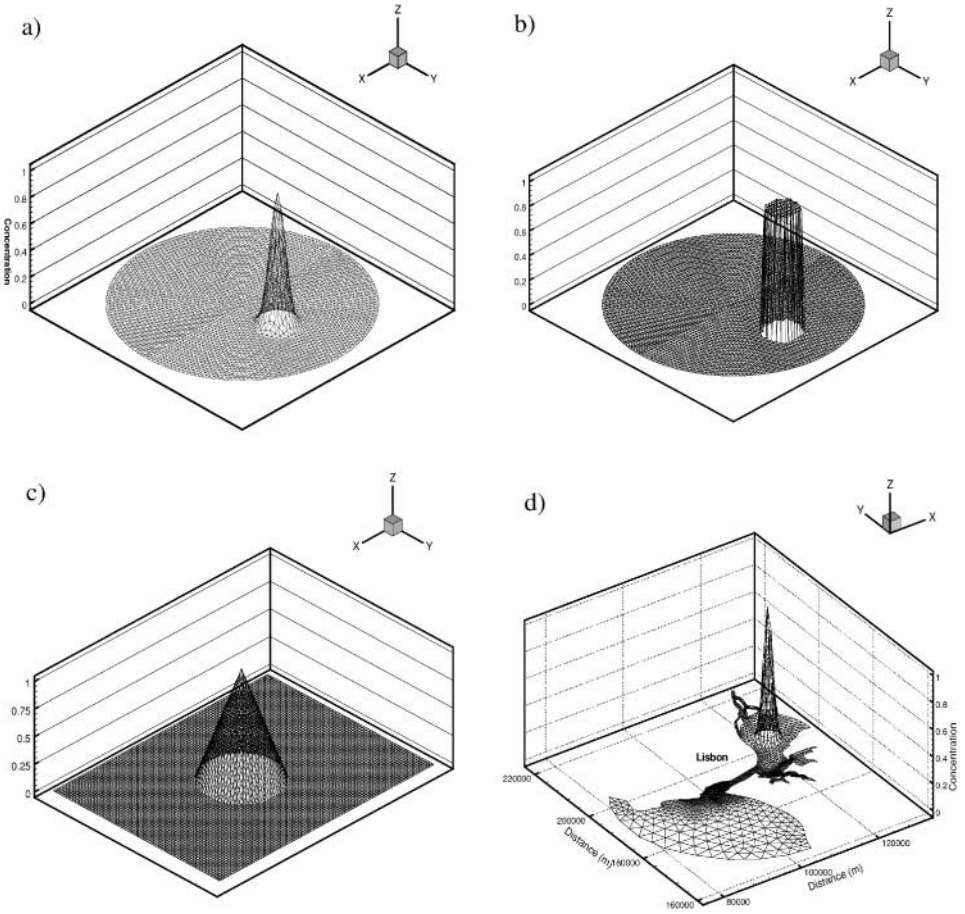 a)
Z
X
Y
Concentration
1
0.8
0.6
0.4
0.2
0
b)
Z
X
Y
1
0.8
0.6
0.4
0.2
0
c)
Z
X
Y
1
0.75
0.5
0.25
0
d)
Z
Y
X
Lisbon
0.8
0.6
0.4
0.2
0
Concentration
220000
200000
180000
160000
Distance (m)
80000
100000
120000
Distance (m)